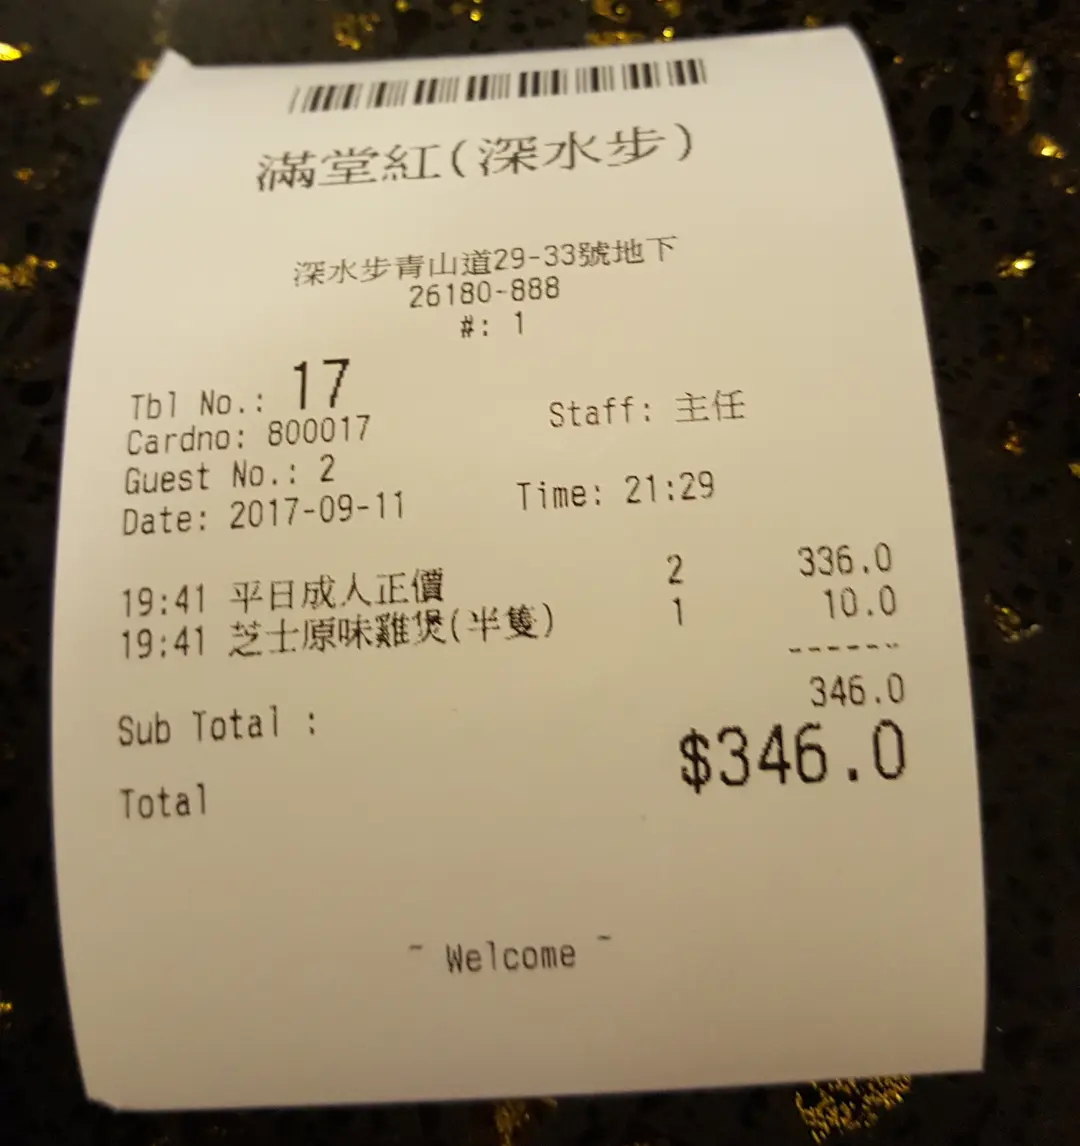 滿堂紅(深水步)
深水步青山道29-33號地下
26180-888
#: 1
Tbl No.: 17
Cardno: 800017 Staff: 主任
Guest No.: 2
Date: 2017-09-11 Time: 21:29
19:41 平日成人正價 2 336.0
19:41 芝士原味雞煲(半隻) 1 10.0
------
Sub Total : 346.0
Total $346.0
~ Welcome ~